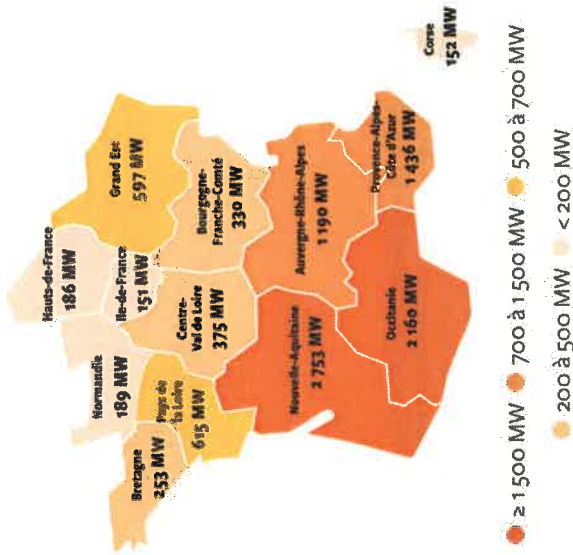 Hauts-de-France
186 MW
Normandie
189 MW
Ile-de-France
151 MW
Grand Est
597 MW
Bretagne
253 MW
Pays de
la Loire
615 MW
Centre-
Val de Loire
375 MW
Bourgogne-
Franche-Comté
330 MW
Nouvelle-Aquitaine
2 753 MW
Auvergne-Rhône-Alpes
1 190 MW
Occitanie
2 160 MW
Provence-Alpes-
Côte d'Azur
1 436 MW
Corse
152 MW
≥ 1 500 MW 700 à 1 500 MW 500 à 700 MW
200 à 500 MW < 200 MW